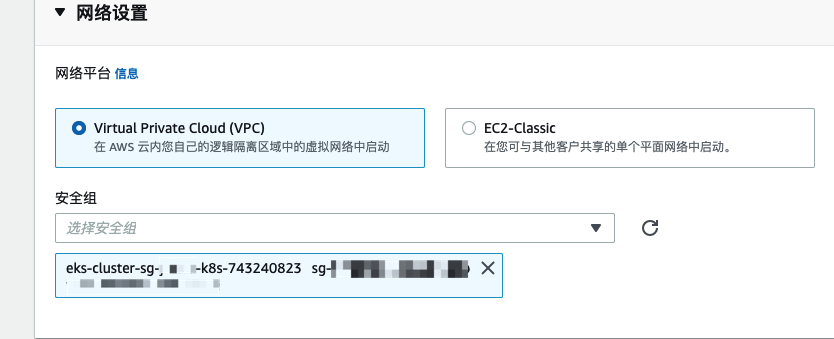 网络设置
网络平台 信息
Virtual Private Cloud (VPC)
在 AWS 云内您自己的逻辑隔离区域中的虚拟网络中启动
EC2-Classic
在您可与其他客户共享的单个平面网络中启动。
安全组
选择安全组
eks-cluster-sg- -k8s-743240823 sg-